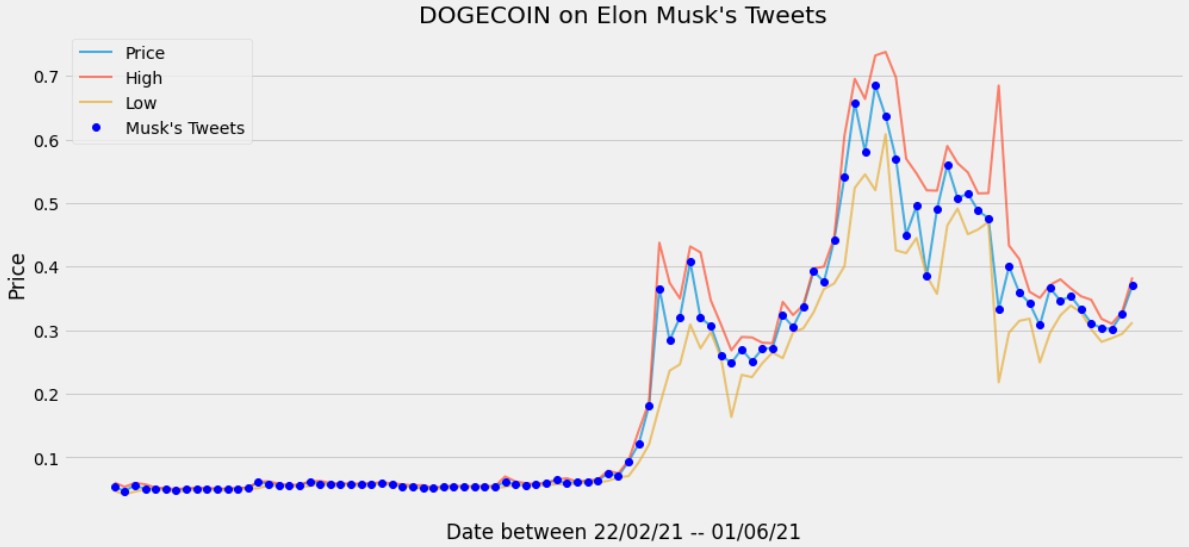 DOGECOIN on Elon Musk's Tweets
Price
High
Low
Musk's Tweets
0.7
0.6
0.5
0.4
0.3
0.2
0.1
Price
Date between 22/02/21 -- 01/06/21